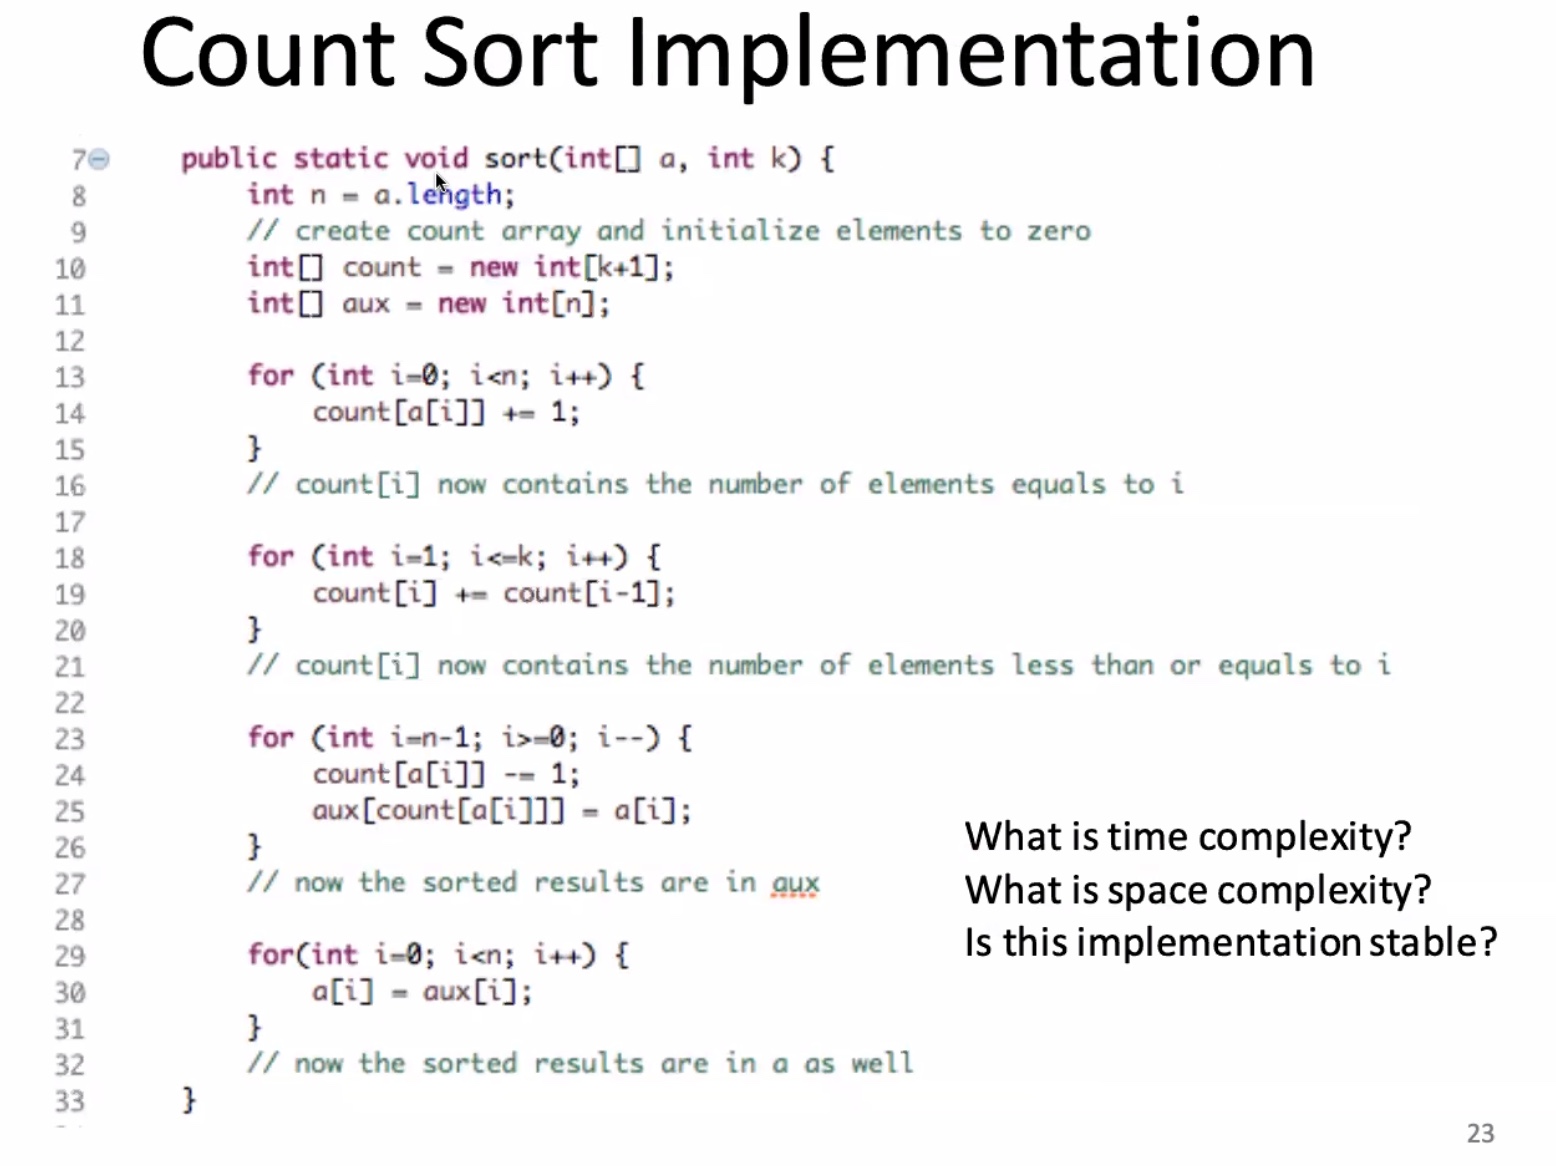 Count Sort Implementation
7 public static void sort(int[] a, int k) {
8 int n = a.length;
9 // create count array and initialize elements to zero
10 int[] count = new int[k+1];
11 int[] aux = new int[n];
12
13 for (int i=0; i<n; i++) {
14 count[a[i]] += 1;
15 }
16 // count[i] now contains the number of elements equals to i
17
18 for (int i=1; i<=k; i++) {
19 count[i] += count[i-1];
20 }
21 // count[i] now contains the number of elements less than or equals to i
22
23 for (int i=n-1; i>=0; i--) {
24 count[a[i]] -= 1;
25 aux[count[a[i]]] = a[i];
26 }
27 // now the sorted results are in aux
28
29 for(int i=0; i<n; i++) {
30 a[i] = aux[i];
31 }
32 // now the sorted results are in a as well
33 }
What is time complexity?
What is space complexity?
Is this implementation stable?
23